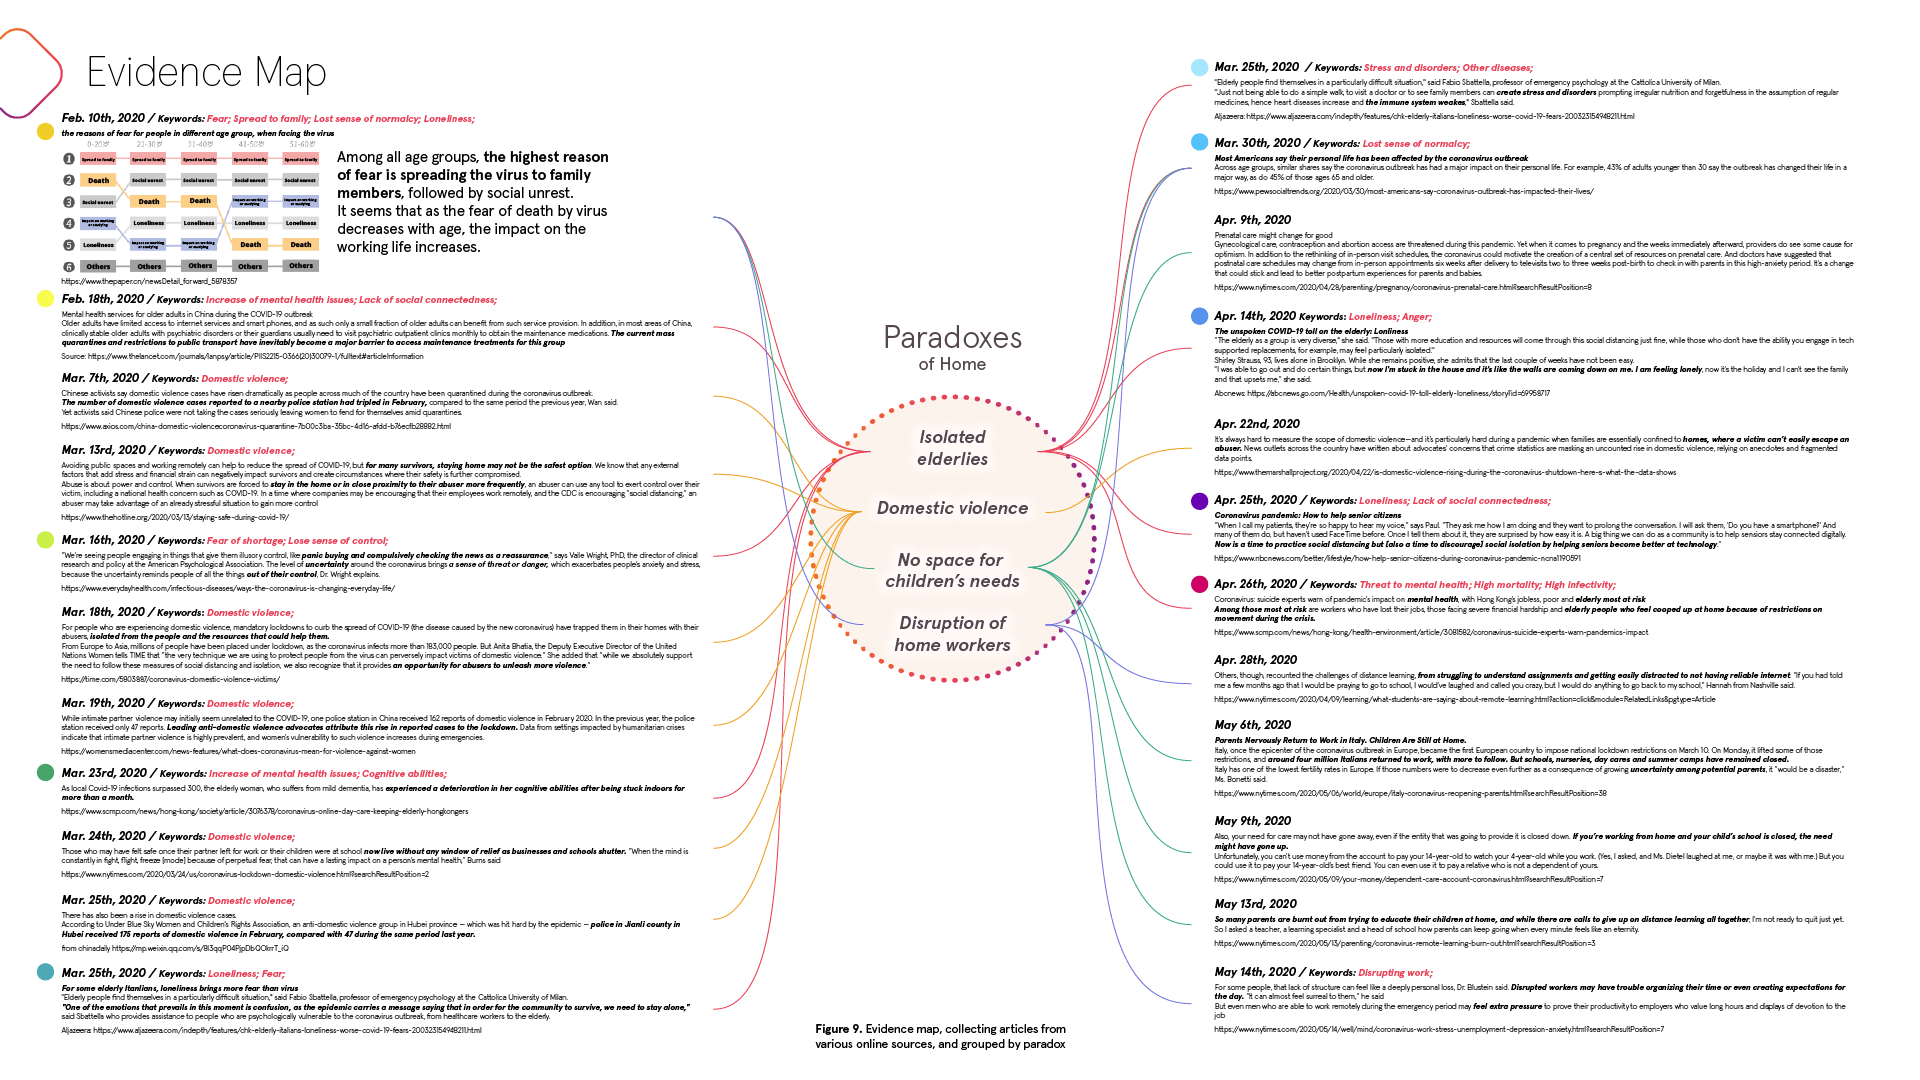 Evidence Map
Feb. 10th, 2020 / Keywords: Fear; Spread to family; Lost sense of normalcy; Loneliness;
the reasons of fear for people in different age group, when facing the virus
0-20岁 21-30岁 31-40岁 41-50岁 51-60岁
1 Spread to family Spread to family Spread to family Spread to family Spread to family
2 Death Social unrest Social unrest Social unrest Social unrest
3 Social unrest Death Death Impact on working or studying Impact on working or studying
4 Impact on working or studying Loneliness Loneliness Loneliness Loneliness
5 Loneliness Impact on working or studying Impact on working or studying Death Death
6 Others Others Others Others Others
https://www.thepaper.cn/newsDetail_forward_5878357
Among all age groups, the highest reason
of fear is spreading the virus to family
members, followed by social unrest.
It seems that as the fear of death by virus
decreases with age, the impact on the
working life increases.
Feb. 18th, 2020 / Keywords: Increase of mental health issues; Lack of social connectedness;
Mental health services for older adults in China during the COVID-19 outbreak
Older adults have limited access to internet services and smart phones, and as such only a small fraction of older adults can benefit from such service provision. In addition, in most areas of China,
clinically stable older adults with psychiatric disorders or their guardians usually need to visit psychiatric outpatient clinics monthly to obtain the maintenance medications. The current mass
quarantines and restrictions to public transport have inevitably become a major barrier to access maintenance treatments for this group
Source: https://www.thelancet.com/journals/lanpsy/article/PIIS2215-0366(20)30079-1/fulltext#articleInformation
Mar. 7th, 2020 / Keywords: Domestic violence;
Chinese activists say domestic violence cases have risen dramatically as people across much of the country have been quarantined during the coronavirus outbreak.
The number of domestic violence cases reported to a nearby police station had tripled in February, compared to the same period the previous year, Wan said.
Yet activists said Chinese police were not taking the cases seriously, leaving women to fend for themselves amid quarantines.
https://www.axios.com/china-domestic-violencecoronavirus-quarantine-7b00c3ba-35bc-4d16-afdd-b76ecfb28882.html
Mar. 13rd, 2020 / Keywords: Domestic violence;
Avoiding public spaces and working remotely can help to reduce the spread of COVID-19, but for many survivors, staying home may not be the safest option. We know that any external
factors that add stress and financial strain can negatively impact survivors and create circumstances where their safety is further compromised.
Abuse is about power and control. When survivors are forced to stay in the home or in close proximity to their abuser more frequently, an abuser can use any tool to exert control over their
victim, including a national health concern such as COVID-19. In a time where companies may be encouraging that their employees work remotely, and the CDC is encouraging "social distancing," an
abuser may take advantage of an already stressful situation to gain more control
https://www.thehotline.org/2020/03/13/staying-safe-during-covid-19/
Mar. 16th, 2020 / Keywords: Fear of shortage; Lose sense of control;
"We're seeing people engaging in things that give them illusory control, like panic buying and compulsively checking the news as a reassurance," says Vaile Wright, PhD, the director of clinical
research and policy at the American Psychological Association. The level of uncertainty around the coronavirus brings a sense of threat or danger, which exacerbates people's anxiety and stress,
because the uncertainty reminds people of all the things out of their control, Dr. Wright explains.
https://www.everydayhealth.com/infectious-diseases/ways-the-coronavirus-is-changing-everyday-life/
Mar. 18th, 2020 / Keywords: Domestic violence;
For people who are experiencing domestic violence, mandatory lockdowns to curb the spread of COVID-19 (the disease caused by the new coronavirus) have trapped them in their homes with their
abusers, isolated from the people and the resources that could help them.
From Europe to Asia, millions of people have been placed under lockdown, as the coronavirus infects more than 183,000 people. But Anita Bhatia, the Deputy Executive Director of the United
Nations Women tells TIME that "the very technique we are using to protect people from the virus can perversely impact victims of domestic violence." She added that "while we absolutely support
the need to follow these measures of social distancing and isolation, we also recognize that it provides an opportunity for abusers to unleash more violence."
https://time.com/5803887/coronavirus-domestic-violence-victims/
Mar. 19th, 2020 / Keywords: Domestic violence;
While intimate partner violence may initially seem unrelated to the COVID-19, one police station in China received 162 reports of domestic violence in February 2020. In the previous year, the police
station received only 47 reports. Leading anti-domestic violence advocates attribute this rise in reported cases to the lockdown. Data from settings impacted by humanitarian crises
indicate that intimate partner violence is highly prevalent, and women's vulnerability to such violence increases during emergencies.
https://womensmediacenter.com/news-features/what-does-coronavirus-mean-for-violence-against-women
Mar. 23rd, 2020 / Keywords: Increase of mental health issues; Cognitive abilities;
As local Covid-19 infections surpassed 300, the elderly woman, who suffers from mild dementia, has experienced a deterioration in her cognitive abilities after being stuck indoors for
more than a month.
https://www.scmp.com/news/hong-kong/society/article/3076378/coronavirus-online-day-care-keeping-elderly-hongkongers
Mar. 24th, 2020 / Keywords: Domestic violence;
Those who may have felt safe once their partner left for work or their children were at school now live without any window of relief as businesses and schools shutter. "When the mind is
constantly in fight, flight, freeze [mode] because of perpetual fear, that can have a lasting impact on a person's mental health," Burns said
https://www.nytimes.com/2020/03/24/us/coronavirus-lockdown-domestic-violence.html?searchResultPosition=2
Mar. 25th, 2020 / Keywords: Domestic violence;
There has also been a rise in domestic violence cases.
According to Under Blue Sky Women and Children's Rights Association, an anti-domestic violence group in Hubei province — which was hit hard by the epidemic — police in Jianli county in
Hubei received 175 reports of domestic violence in February, compared with 47 during the same period last year.
from chinadaily https://mp.weixin.qq.com/s/8l3qqP04PjpDbQOkrrT_iQ
Mar. 25th, 2020 / Keywords: Loneliness; Fear;
For some elderly Itanlians, loneliness brings more fear than virus
"Elderly people find themselves in a particularly difficult situation," said Fabio Sbattella, professor of emergency psychology at the Cattolica University of Milan.
"One of the emotions that prevails in this moment is confusion, as the epidemic carries a message saying that in order for the community to survive, we need to stay alone,"
said Sbattella who provides assistance to people who are psychologically vulnerable to the coronavirus outbreak, from healthcare workers to the elderly.
Aljazeera: https://www.aljazeera.com/indepth/features/chk-elderly-italians-loneliness-worse-covid-19-fears-200323154948211.html
Paradoxes
of Home
Isolated
elderlies
Domestic violence
No space for
children's needs
Disruption of
home workers
Figure 9. Evidence map, collecting articles from
various online sources, and grouped by paradox
Mar. 25th, 2020 / Keywords: Stress and disorders; Other diseases;
"Elderly people find themselves in a particularly difficult situation," said Fabio Sbattella, professor of emergency psychology at the Cattolica University of Milan.
"Just not being able to do a simple walk, to visit a doctor or to see family members can create stress and disorders prompting irregular nutrition and forgetfulness in the assumption of regular
medicines, hence heart diseases increase and the immune system weakes," Sbattella said.
Aljazeera: https://www.aljazeera.com/indepth/features/chk-elderly-italians-loneliness-worse-covid-19-fears-200323154948211.html
Mar. 30th, 2020 / Keywords: Lost sense of normalcy;
Most Americans say their personal life has been affected by the coronavirus outbreak
Across age groups, similar shares say the coronavirus outbreak has had a major impact on their personal life. For example, 43% of adults younger than 30 say the outbreak has changed their life in a
major way, as do 45% of those ages 65 and older.
https://www.pewsocialtrends.org/2020/03/30/most-americans-say-coronavirus-outbreak-has-impacted-their-lives/
Apr. 9th, 2020
Prenatal care might change for good
Gynecological care, contraception and abortion access are threatened during this pandemic. Yet when it comes to pregnancy and the weeks immediately afterward, providers do see some cause for
optimism. In addition to the rethinking of in-person visit schedules, the coronavirus could motivate the creation of a central set of resources on prenatal care. And doctors have suggested that
postnatal care schedules may change from in-person appointments six weeks after delivery to televisits two to three weeks post-birth to check in with parents in this high-anxiety period. It's a change
that could stick and lead to better postpartum experiences for parents and babies.
https://www.nytimes.com/2020/04/28/parenting/pregnancy/coronavirus-prenatal-care.html?searchResultPosition=8
Apr. 14th, 2020 Keywords: Loneliness; Anger;
The unspoken COVID-19 toll on the elderly: Lonliness
"The elderly as a group is very diverse," she said. "Those with more education and resources will come through this social distancing just fine, while those who don't have the ability you engage in tech
supported replacements, for example, may feel particularly isolated."
Shirley Strauss, 93, lives alone in Brooklyn. While she remains positive, she admits that the last couple of weeks have not been easy.
"I was able to go out and do certain things, but now I'm stuck in the house and it's like the walls are coming down on me. I am feeling lonely, now it's the holiday and I can't see the family
and that upsets me," she said.
Abcnews: https://abcnews.go.com/Health/unspoken-covid-19-toll-elderly-loneliness/story?id=69958717
Apr. 22nd, 2020
It's always hard to measure the scope of domestic violence—and it's particularly hard during a pandemic when families are essentially confined to homes, where a victim can't easily escape an
abuser. News outlets across the country have written about advocates' concerns that crime statistics are masking an unseen rise in domestic violence, relying on anecdotes and fragmented
data points.
https://www.themarshallproject.org/2020/04/22/is-domestic-violence-rising-during-the-coronavirus-shutdown-here-s-what-the-data-shows
Apr. 25th, 2020 / Keywords: Loneliness; Lack of social connectedness;
Coronavirus pandemic: How to help senior citizens
"When I call my patients, they're so happy to hear my voice," says Paul. "They ask me how I am doing and they want to prolong the conversation. I will ask them, 'Do you have a smartphone?' And
many of them do, but haven't used FaceTime before. Once I tell them about it, they are surprised by how easy it is. A big thing we can do as a community is to help seniors stay connected digitally.
Now is a time to practice social distancing but [also a time to discourage] social isolation by helping seniors become better at technology."
https://www.nbcnews.com/better/lifestyle/how-help-senior-citizens-during-coronavirus-pandemic-ncna1190591
Apr. 26th, 2020 / Keywords: Threat to mental health; High mortality; High infectivity;
Coronavirus: suicide experts warn of pandemic's impact on mental health, with Hong Kong's jobless, poor and elderly most at risk
Among those most at risk are workers who have lost their jobs, those facing severe financial hardship and elderly people who feel cooped up at home because of restrictions on
movement during the crisis.
https://www.scmp.com/news/hong-kong/health-environment/article/3081582/coronavirus-suicide-experts-warn-pandemics-impact
Apr. 28th, 2020
Others, though, recounted the challenges of distance learning, from struggling to understand assignments and getting easily distracted to not having reliable internet. "If you had told
me a few months ago that I would be praying to go to school, I would've laughed and called you crazy, but I would do anything to go back to my school," Hannah from Nashville said.
https://www.nytimes.com/2020/04/09/learning/what-students-are-saying-about-remote-learning.html?action=click&module=RelatedLinks&pgtype=Article
May 6th, 2020
Parents Nervously Return to Work in Italy. Children Are Still at Home.
Italy, once the epicenter of the coronavirus outbreak in Europe, became the first European country to impose national lockdown restrictions on March 10. On Monday, it lifted some of those
restrictions, and around four million Italians returned to work, with more to follow. But schools, nurseries, day cares and summer camps have remained closed.
Italy has one of the lowest fertility rates in Europe. If those numbers were to decrease even further as a consequence of growing uncertainty among potential parents, it "would be a disaster,"
Ms. Bonetti said.
https://www.nytimes.com/2020/05/06/world/europe/italy-coronavirus-reopening-parents.html?searchResultPosition=38
May 9th, 2020
Also, your need for care may not have gone away, even if the entity that was going to provide it is closed down. If you're working from home and your child's school is closed, the need
might have gone up.
Unfortunately, you can't use money from the account to pay your 14-year-old to watch your 4-year-old while you work. (Yes, I asked, and Ms. Dietel laughed at me, or maybe it was with me.) But you
could use it to pay your 14-year-old's best friend. You can even use it to pay a relative who is not a dependent of yours.
https://www.nytimes.com/2020/05/09/your-money/dependent-care-account-coronavirus.html?searchResultPosition=7
May 13rd, 2020
So many parents are burnt out from trying to educate their children at home, and while there are calls to give up on distance learning all together, I'm not ready to quit just yet.
So I asked a teacher, a learning specialist and a head of school how parents can keep going when every minute feels like an eternity.
https://www.nytimes.com/2020/05/13/parenting/coronavirus-remote-learning-burn-out.html?searchResultPosition=3
May 14th, 2020 / Keywords: Disrupting work;
For some people, that lack of structure can feel like a deeply personal loss, Dr. Blustein said. Disrupted workers may have trouble organizing their time or even creating expectations for
the day. "It can almost feel surreal to them," he said
But even men who are able to work remotely during the emergency period may feel extra pressure to prove their productivity to employers who value long hours and displays of devotion to the
job
https://www.nytimes.com/2020/05/14/well/mind/coronavirus-work-stress-unemployment-depression-anxiety.html?searchResultPosition=7